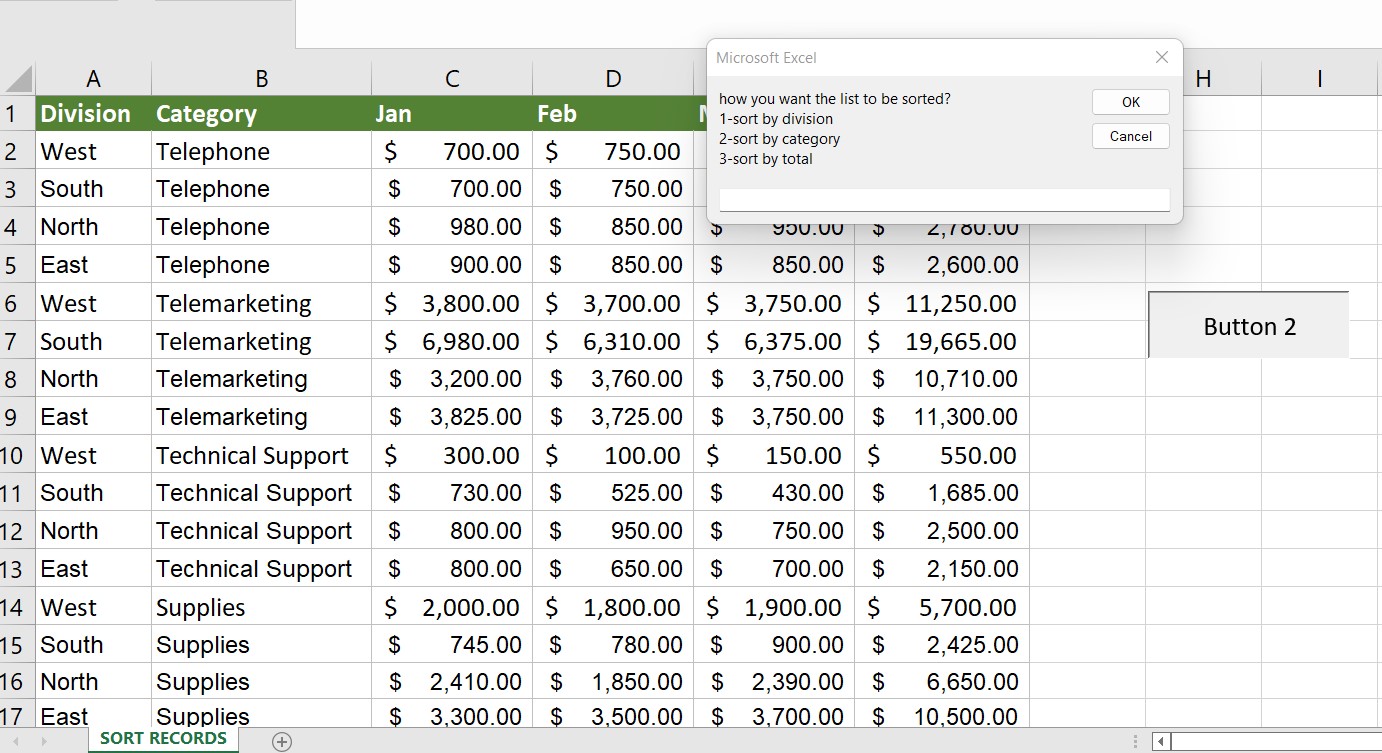 Microsoft Excel
how you want the list to be sorted?
1-sort by division
2-sort by category
3-sort by total
OK
Cancel
A B C D H I
1 Division Category Jan Feb
2 West Telephone $ 700.00 $ 750.00
3 South Telephone $ 700.00 $ 750.00
4 North Telephone $ 980.00 $ 850.00 $ 950.00 $ 2,780.00
5 East Telephone $ 900.00 $ 850.00 $ 850.00 $ 2,600.00
6 West Telemarketing $ 3,800.00 $ 3,700.00 $ 3,750.00 $ 11,250.00
Button 2
7 South Telemarketing $ 6,980.00 $ 6,310.00 $ 6,375.00 $ 19,665.00
8 North Telemarketing $ 3,200.00 $ 3,760.00 $ 3,750.00 $ 10,710.00
9 East Telemarketing $ 3,825.00 $ 3,725.00 $ 3,750.00 $ 11,300.00
10 West Technical Support $ 300.00 $ 100.00 $ 150.00 $ 550.00
11 South Technical Support $ 730.00 $ 525.00 $ 430.00 $ 1,685.00
12 North Technical Support $ 800.00 $ 950.00 $ 750.00 $ 2,500.00
13 East Technical Support $ 800.00 $ 650.00 $ 700.00 $ 2,150.00
14 West Supplies $ 2,000.00 $ 1,800.00 $ 1,900.00 $ 5,700.00
15 South Supplies $ 745.00 $ 780.00 $ 900.00 $ 2,425.00
16 North Supplies $ 2,410.00 $ 1,850.00 $ 2,390.00 $ 6,650.00
17 East Supplies $ 3,300.00 $ 3,500.00 $ 3,700.00 $ 10,500.00
SORT RECORDS